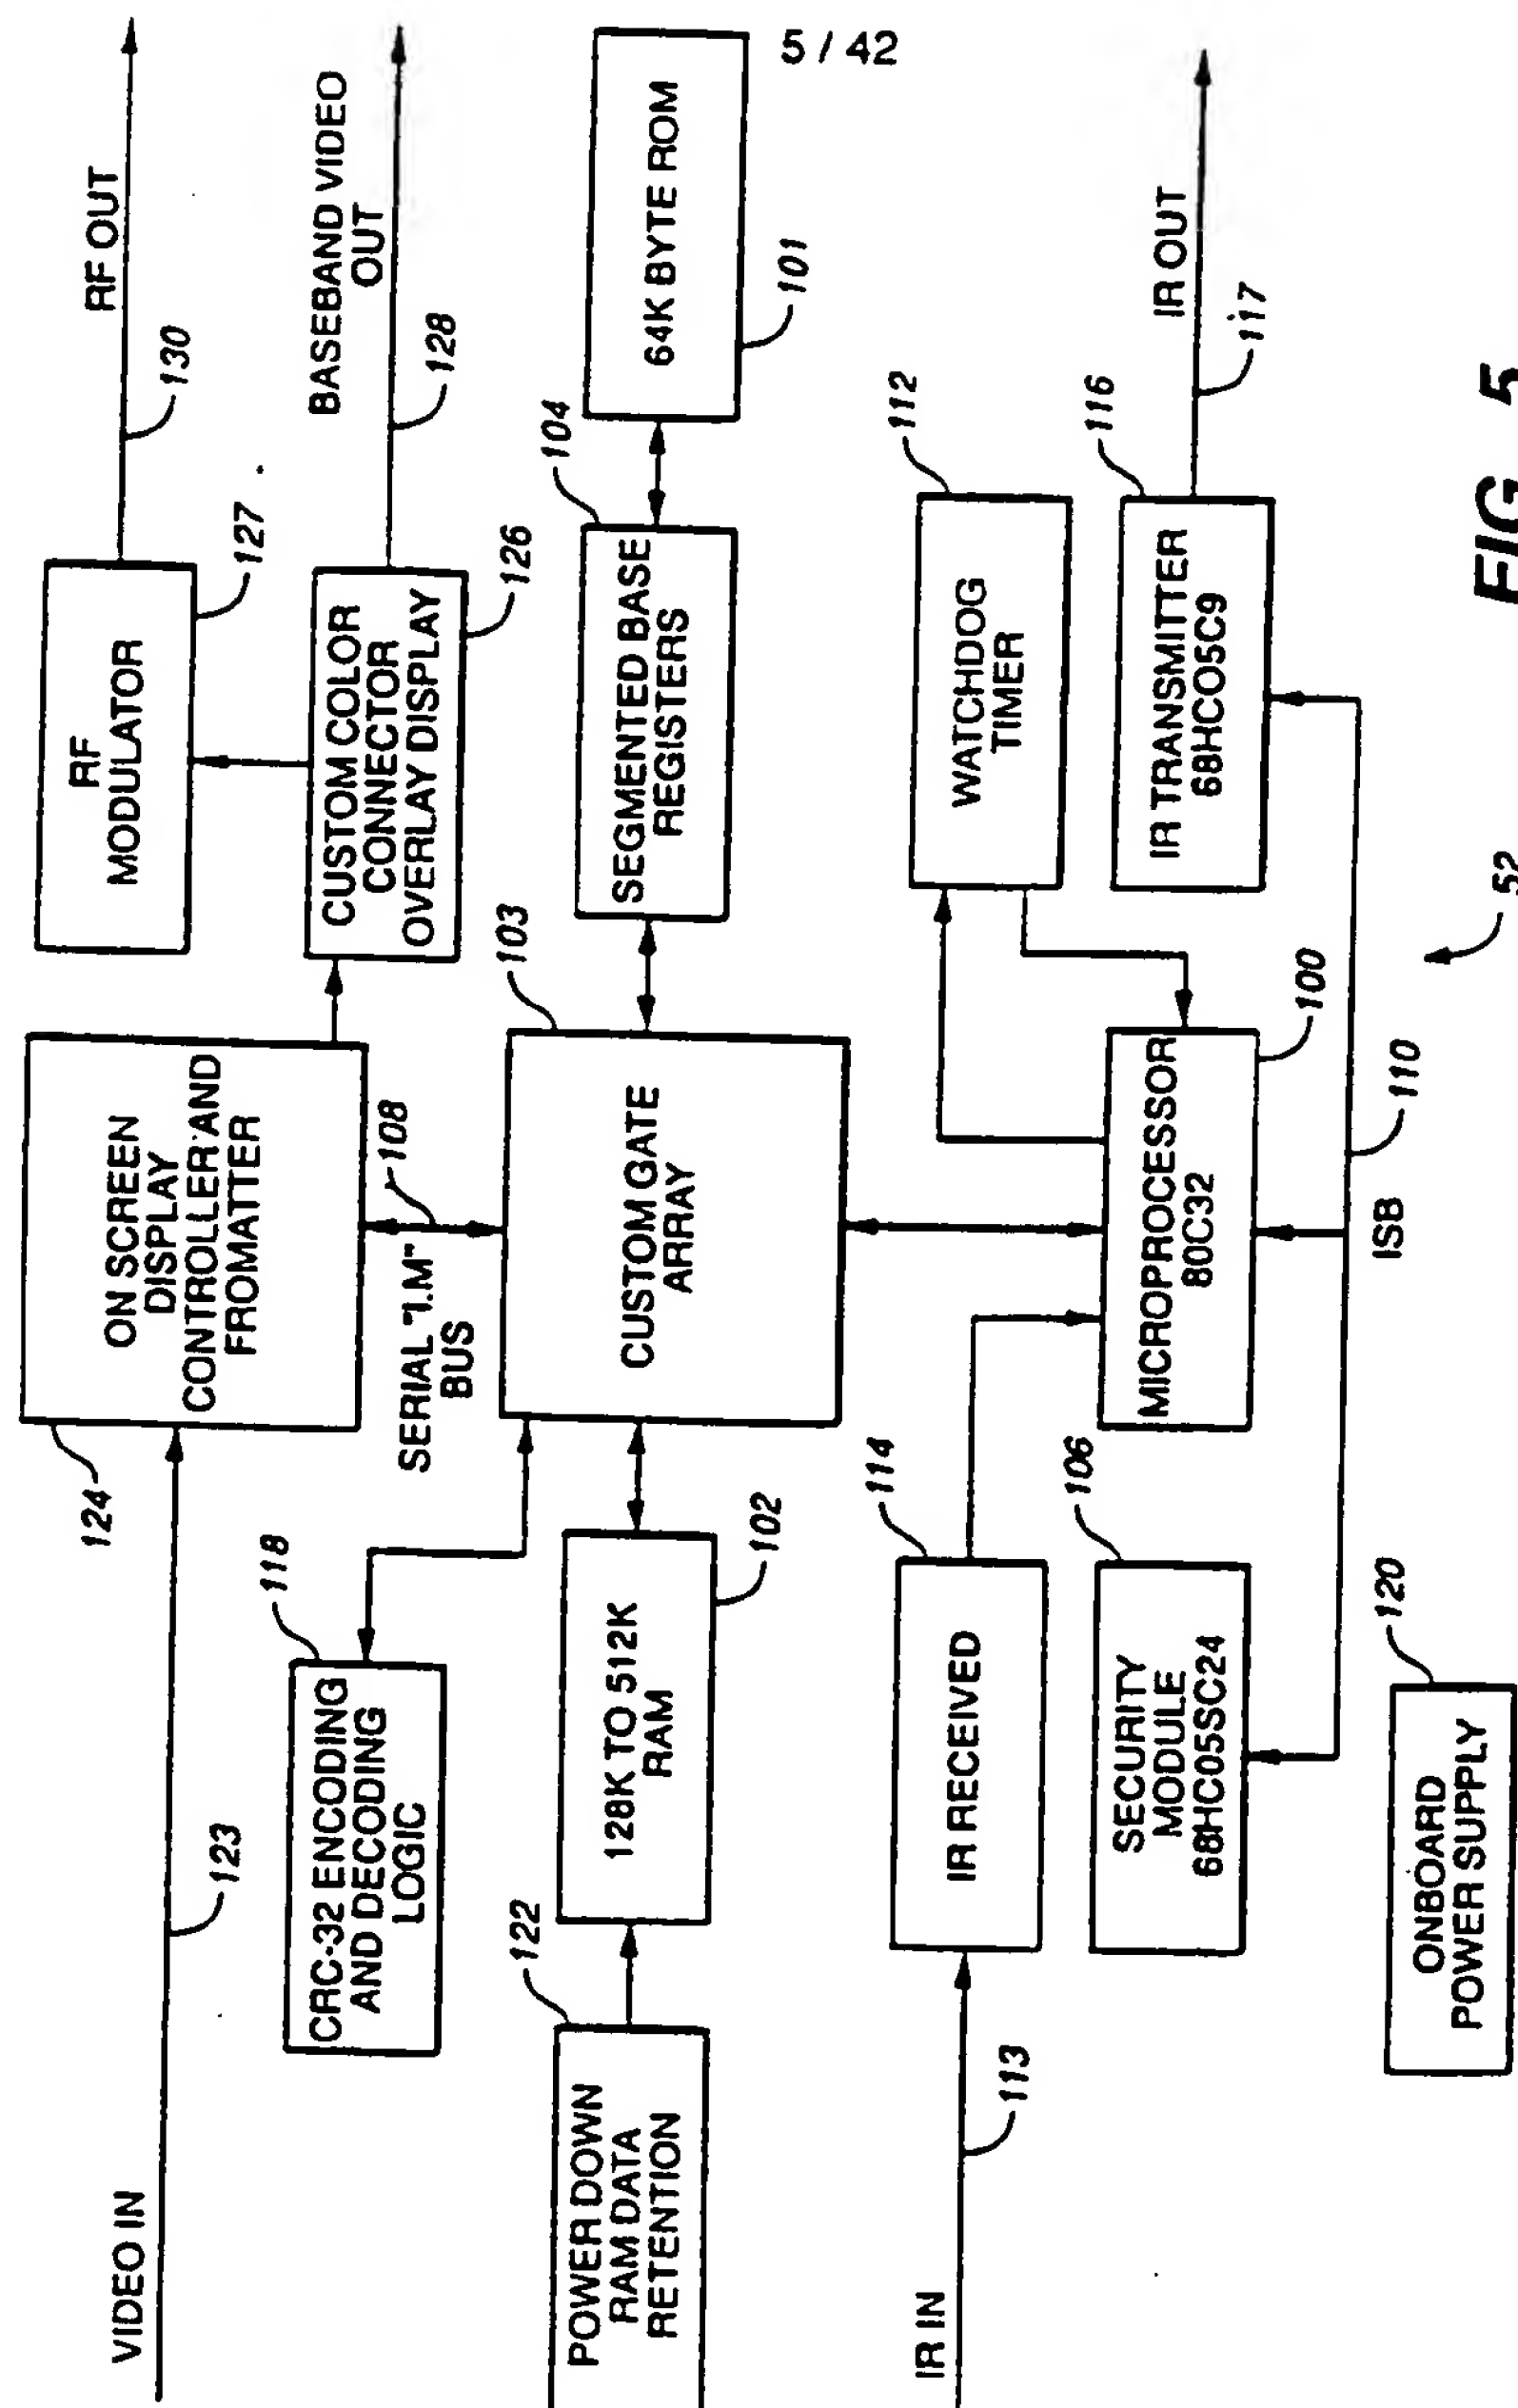 5 / 42
VIDEO IN
123
124
ON SCREEN
DISPLAY
CONTROLLER AND
FROMATTER
RF
MODULATOR
127
130
RF OUT
CUSTOM COLOR
CONNECTOR
OVERLAY DISPLAY
126
128
BASEBAND VIDEO
OUT
118
CRC-32 ENCODING
AND DECODING
LOGIC
SERIAL "I.M"
BUS
108
122
POWER DOWN
RAM DATA
RETENTION
128K TO 512K
RAM
102
103
CUSTOM GATE
ARRAY
104
SEGMENTED BASE
REGISTERS
64K BYTE ROM
101
IR IN
113
114
IR RECEIVED
112
WATCHDOG
TIMER
106
SECURITY
MODULE
68HC05SC24
MICROPROCESSOR
80C32
100
116
IR TRANSMITTER
68HCO5C9
IR OUT
117
ISB
110
120
ONBOARD
POWER SUPPLY
52
FIG_5